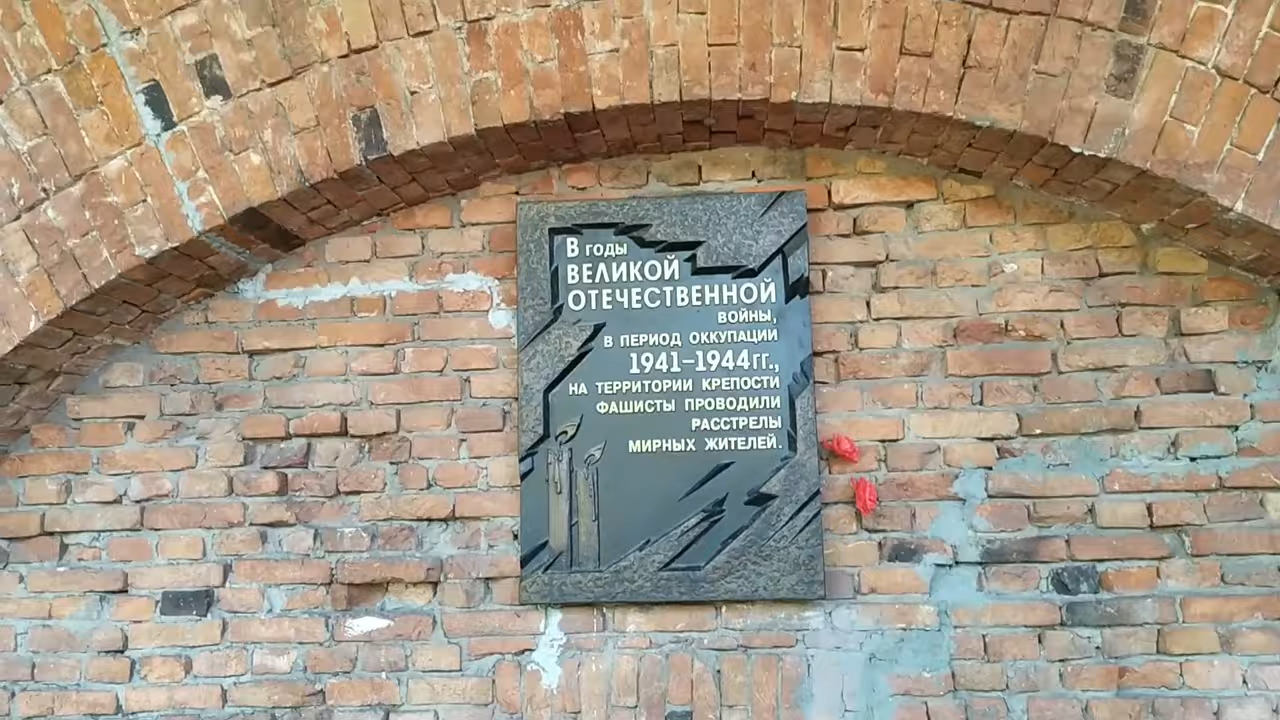 В годы
ВЕЛИКОЙ
ОТЕЧЕСТВЕННОЙ
ВОЙНЫ,
В ПЕРИОД ОККУПАЦИИ
1941–1944гг.,
НА ТЕРРИТОРИИ КРЕПОСТИ
ФАШИСТЫ ПРОВОДИЛИ
РАССТРЕЛЫ
МИРНЫХ ЖИТЕЛЕЙ.